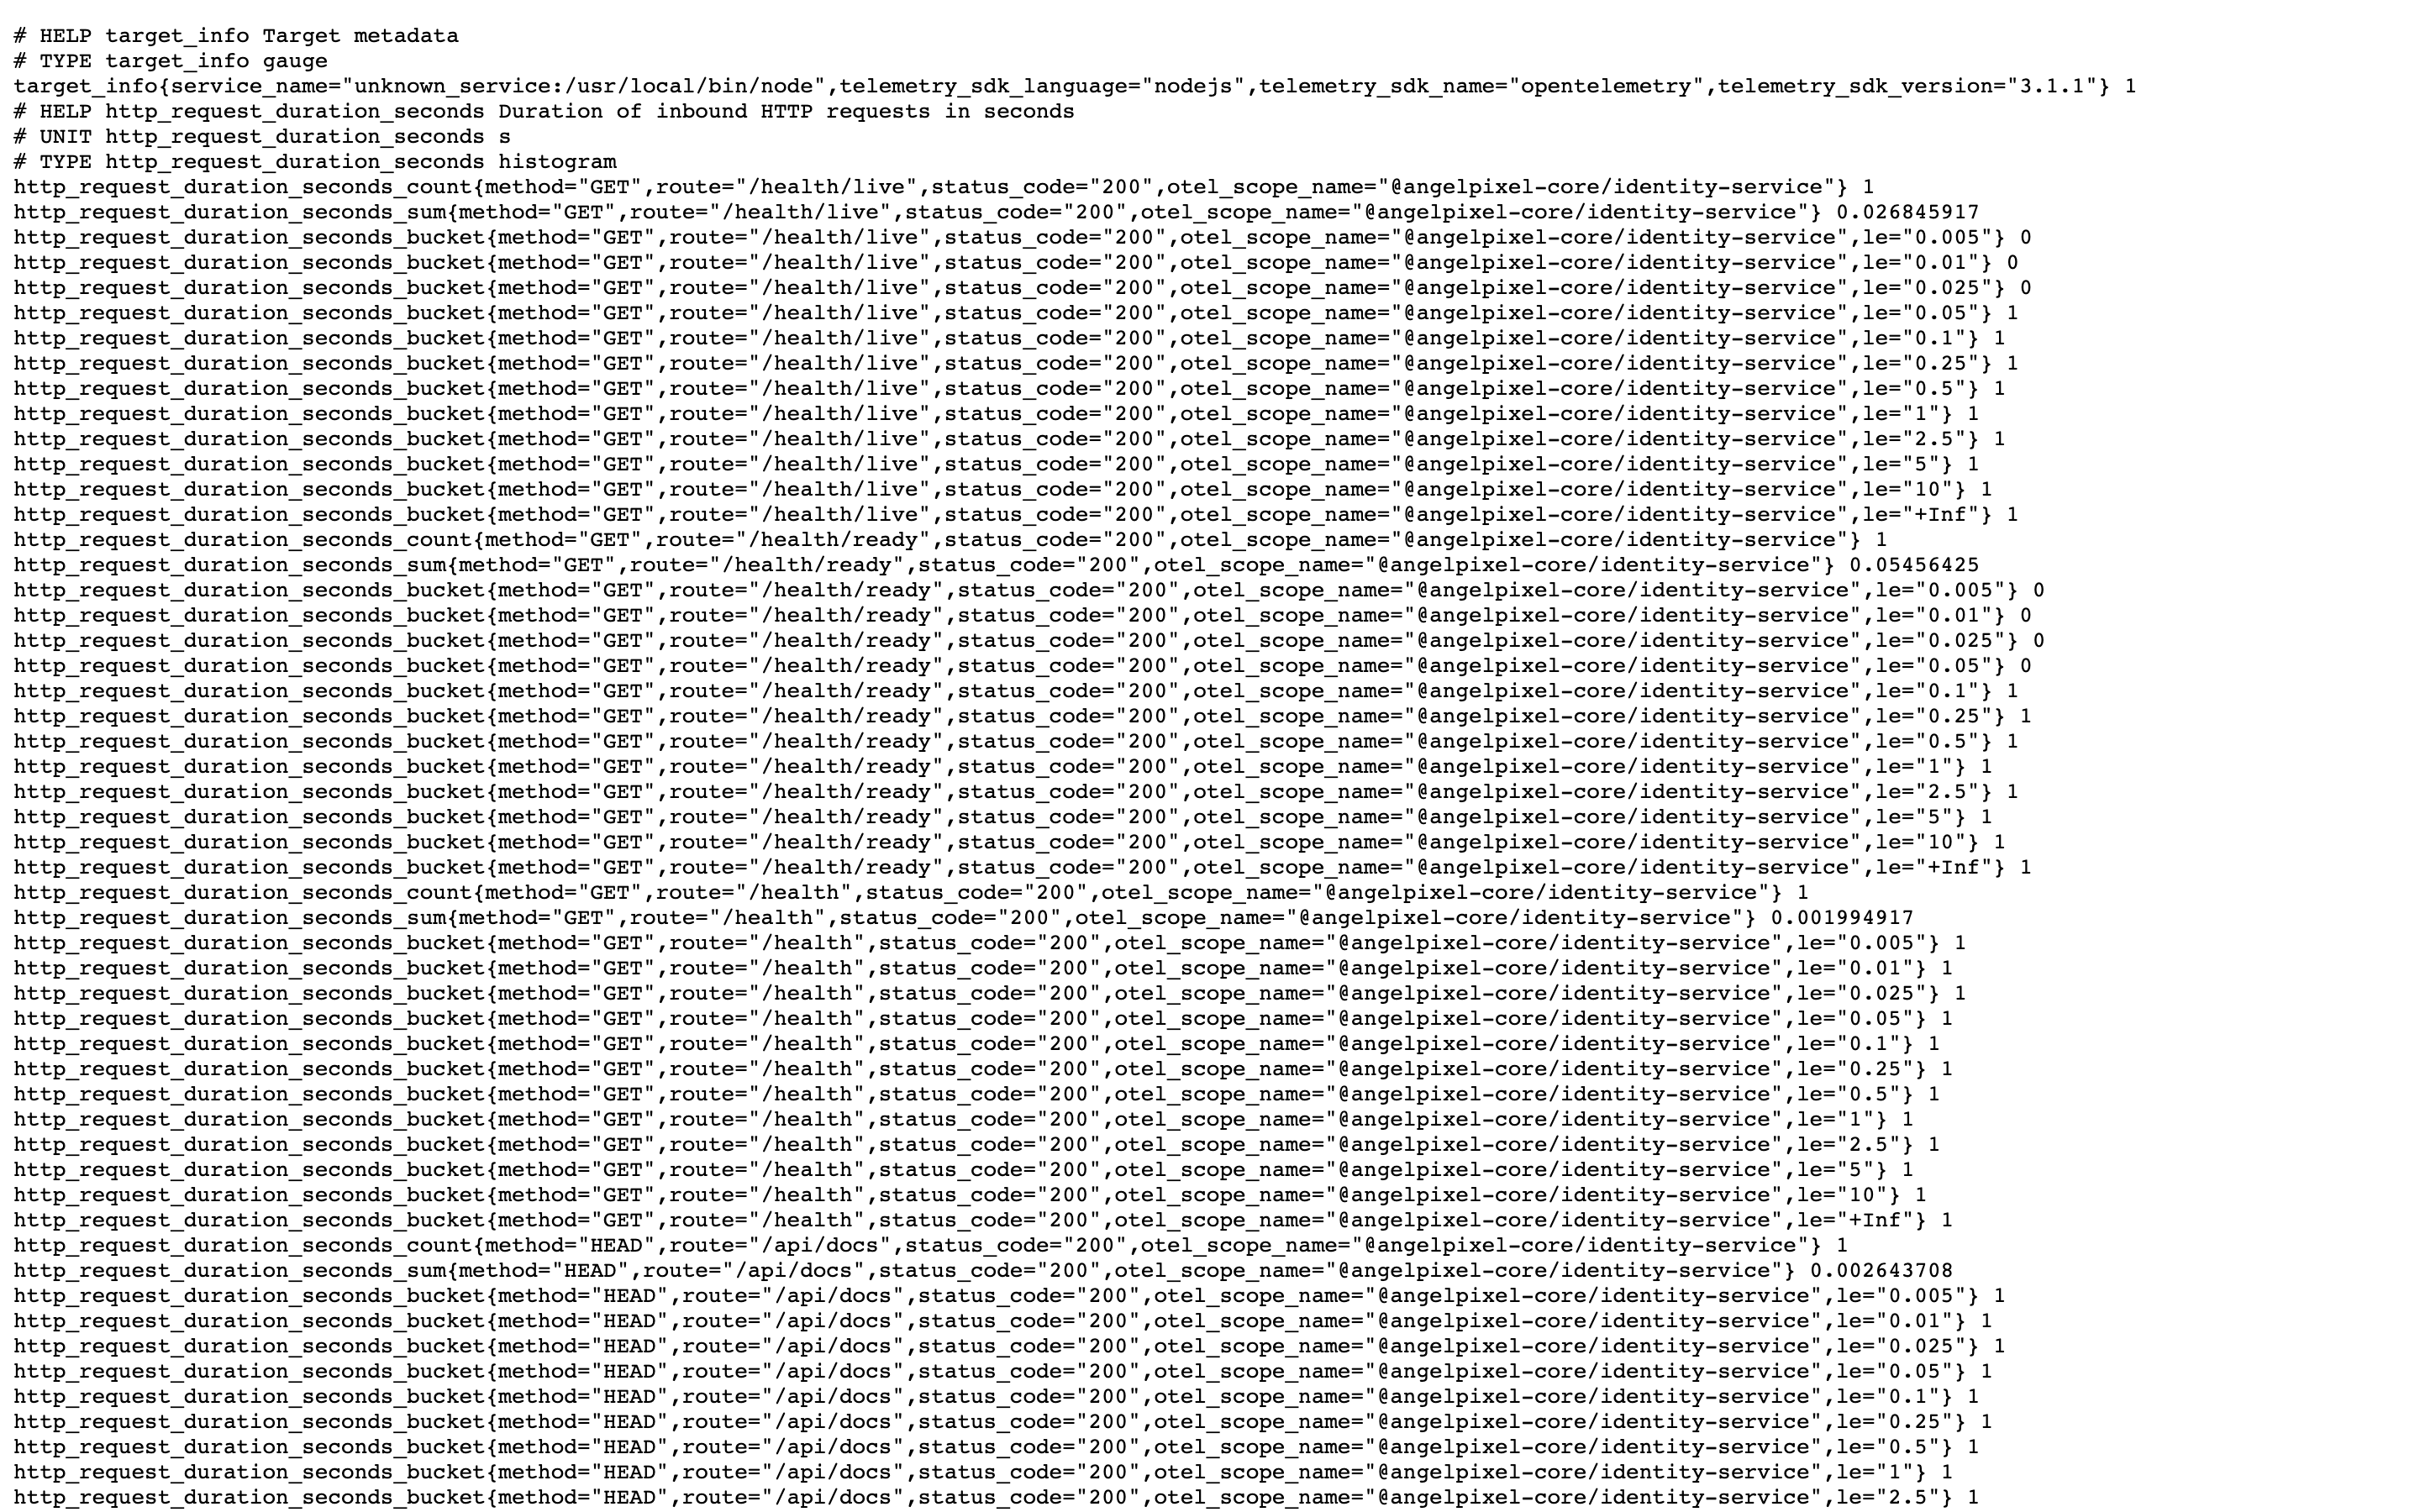 # HELP target_info Target metadata
# TYPE target_info gauge
target_info{service_name="unknown_service:/usr/local/bin/node",telemetry_sdk_language="nodejs",telemetry_sdk_name="opentelemetry",telemetry_sdk_version="3.1.1"} 1
# HELP http_request_duration_seconds Duration of inbound HTTP requests in seconds
# UNIT http_request_duration_seconds s
# TYPE http_request_duration_seconds histogram
http_request_duration_seconds_count{method="GET",route="/health/live",status_code="200",otel_scope_name="@angelpixel-core/identity-service"} 1
http_request_duration_seconds_sum{method="GET",route="/health/live",status_code="200",otel_scope_name="@angelpixel-core/identity-service"} 0.026845917
http_request_duration_seconds_bucket{method="GET",route="/health/live",status_code="200",otel_scope_name="@angelpixel-core/identity-service",le="0.005"} 0
http_request_duration_seconds_bucket{method="GET",route="/health/live",status_code="200",otel_scope_name="@angelpixel-core/identity-service",le="0.01"} 0
http_request_duration_seconds_bucket{method="GET",route="/health/live",status_code="200",otel_scope_name="@angelpixel-core/identity-service",le="0.025"} 0
http_request_duration_seconds_bucket{method="GET",route="/health/live",status_code="200",otel_scope_name="@angelpixel-core/identity-service",le="0.05"} 1
http_request_duration_seconds_bucket{method="GET",route="/health/live",status_code="200",otel_scope_name="@angelpixel-core/identity-service",le="0.1"} 1
http_request_duration_seconds_bucket{method="GET",route="/health/live",status_code="200",otel_scope_name="@angelpixel-core/identity-service",le="0.25"} 1
http_request_duration_seconds_bucket{method="GET",route="/health/live",status_code="200",otel_scope_name="@angelpixel-core/identity-service",le="0.5"} 1
http_request_duration_seconds_bucket{method="GET",route="/health/live",status_code="200",otel_scope_name="@angelpixel-core/identity-service",le="1"} 1
http_request_duration_seconds_bucket{method="GET",route="/health/live",status_code="200",otel_scope_name="@angelpixel-core/identity-service",le="2.5"} 1
http_request_duration_seconds_bucket{method="GET",route="/health/live",status_code="200",otel_scope_name="@angelpixel-core/identity-service",le="5"} 1
http_request_duration_seconds_bucket{method="GET",route="/health/live",status_code="200",otel_scope_name="@angelpixel-core/identity-service",le="10"} 1
http_request_duration_seconds_bucket{method="GET",route="/health/live",status_code="200",otel_scope_name="@angelpixel-core/identity-service",le="+Inf"} 1
http_request_duration_seconds_count{method="GET",route="/health/ready",status_code="200",otel_scope_name="@angelpixel-core/identity-service"} 1
http_request_duration_seconds_sum{method="GET",route="/health/ready",status_code="200",otel_scope_name="@angelpixel-core/identity-service"} 0.05456425
http_request_duration_seconds_bucket{method="GET",route="/health/ready",status_code="200",otel_scope_name="@angelpixel-core/identity-service",le="0.005"} 0
http_request_duration_seconds_bucket{method="GET",route="/health/ready",status_code="200",otel_scope_name="@angelpixel-core/identity-service",le="0.01"} 0
http_request_duration_seconds_bucket{method="GET",route="/health/ready",status_code="200",otel_scope_name="@angelpixel-core/identity-service",le="0.025"} 0
http_request_duration_seconds_bucket{method="GET",route="/health/ready",status_code="200",otel_scope_name="@angelpixel-core/identity-service",le="0.05"} 0
http_request_duration_seconds_bucket{method="GET",route="/health/ready",status_code="200",otel_scope_name="@angelpixel-core/identity-service",le="0.1"} 1
http_request_duration_seconds_bucket{method="GET",route="/health/ready",status_code="200",otel_scope_name="@angelpixel-core/identity-service",le="0.25"} 1
http_request_duration_seconds_bucket{method="GET",route="/health/ready",status_code="200",otel_scope_name="@angelpixel-core/identity-service",le="0.5"} 1
http_request_duration_seconds_bucket{method="GET",route="/health/ready",status_code="200",otel_scope_name="@angelpixel-core/identity-service",le="1"} 1
http_request_duration_seconds_bucket{method="GET",route="/health/ready",status_code="200",otel_scope_name="@angelpixel-core/identity-service",le="2.5"} 1
http_request_duration_seconds_bucket{method="GET",route="/health/ready",status_code="200",otel_scope_name="@angelpixel-core/identity-service",le="5"} 1
http_request_duration_seconds_bucket{method="GET",route="/health/ready",status_code="200",otel_scope_name="@angelpixel-core/identity-service",le="10"} 1
http_request_duration_seconds_bucket{method="GET",route="/health/ready",status_code="200",otel_scope_name="@angelpixel-core/identity-service",le="+Inf"} 1
http_request_duration_seconds_count{method="GET",route="/health",status_code="200",otel_scope_name="@angelpixel-core/identity-service"} 1
http_request_duration_seconds_sum{method="GET",route="/health",status_code="200",otel_scope_name="@angelpixel-core/identity-service"} 0.001994917
http_request_duration_seconds_bucket{method="GET",route="/health",status_code="200",otel_scope_name="@angelpixel-core/identity-service",le="0.005"} 1
http_request_duration_seconds_bucket{method="GET",route="/health",status_code="200",otel_scope_name="@angelpixel-core/identity-service",le="0.01"} 1
http_request_duration_seconds_bucket{method="GET",route="/health",status_code="200",otel_scope_name="@angelpixel-core/identity-service",le="0.025"} 1
http_request_duration_seconds_bucket{method="GET",route="/health",status_code="200",otel_scope_name="@angelpixel-core/identity-service",le="0.05"} 1
http_request_duration_seconds_bucket{method="GET",route="/health",status_code="200",otel_scope_name="@angelpixel-core/identity-service",le="0.1"} 1
http_request_duration_seconds_bucket{method="GET",route="/health",status_code="200",otel_scope_name="@angelpixel-core/identity-service",le="0.25"} 1
http_request_duration_seconds_bucket{method="GET",route="/health",status_code="200",otel_scope_name="@angelpixel-core/identity-service",le="0.5"} 1
http_request_duration_seconds_bucket{method="GET",route="/health",status_code="200",otel_scope_name="@angelpixel-core/identity-service",le="1"} 1
http_request_duration_seconds_bucket{method="GET",route="/health",status_code="200",otel_scope_name="@angelpixel-core/identity-service",le="2.5"} 1
http_request_duration_seconds_bucket{method="GET",route="/health",status_code="200",otel_scope_name="@angelpixel-core/identity-service",le="5"} 1
http_request_duration_seconds_bucket{method="GET",route="/health",status_code="200",otel_scope_name="@angelpixel-core/identity-service",le="10"} 1
http_request_duration_seconds_bucket{method="GET",route="/health",status_code="200",otel_scope_name="@angelpixel-core/identity-service",le="+Inf"} 1
http_request_duration_seconds_count{method="HEAD",route="/api/docs",status_code="200",otel_scope_name="@angelpixel-core/identity-service"} 1
http_request_duration_seconds_sum{method="HEAD",route="/api/docs",status_code="200",otel_scope_name="@angelpixel-core/identity-service"} 0.002643708
http_request_duration_seconds_bucket{method="HEAD",route="/api/docs",status_code="200",otel_scope_name="@angelpixel-core/identity-service",le="0.005"} 1
http_request_duration_seconds_bucket{method="HEAD",route="/api/docs",status_code="200",otel_scope_name="@angelpixel-core/identity-service",le="0.01"} 1
http_request_duration_seconds_bucket{method="HEAD",route="/api/docs",status_code="200",otel_scope_name="@angelpixel-core/identity-service",le="0.025"} 1
http_request_duration_seconds_bucket{method="HEAD",route="/api/docs",status_code="200",otel_scope_name="@angelpixel-core/identity-service",le="0.05"} 1
http_request_duration_seconds_bucket{method="HEAD",route="/api/docs",status_code="200",otel_scope_name="@angelpixel-core/identity-service",le="0.1"} 1
http_request_duration_seconds_bucket{method="HEAD",route="/api/docs",status_code="200",otel_scope_name="@angelpixel-core/identity-service",le="0.25"} 1
http_request_duration_seconds_bucket{method="HEAD",route="/api/docs",status_code="200",otel_scope_name="@angelpixel-core/identity-service",le="0.5"} 1
http_request_duration_seconds_bucket{method="HEAD",route="/api/docs",status_code="200",otel_scope_name="@angelpixel-core/identity-service",le="1"} 1
http_request_duration_seconds_bucket{method="HEAD",route="/api/docs",status_code="200",otel_scope_name="@angelpixel-core/identity-service",le="2.5"} 1